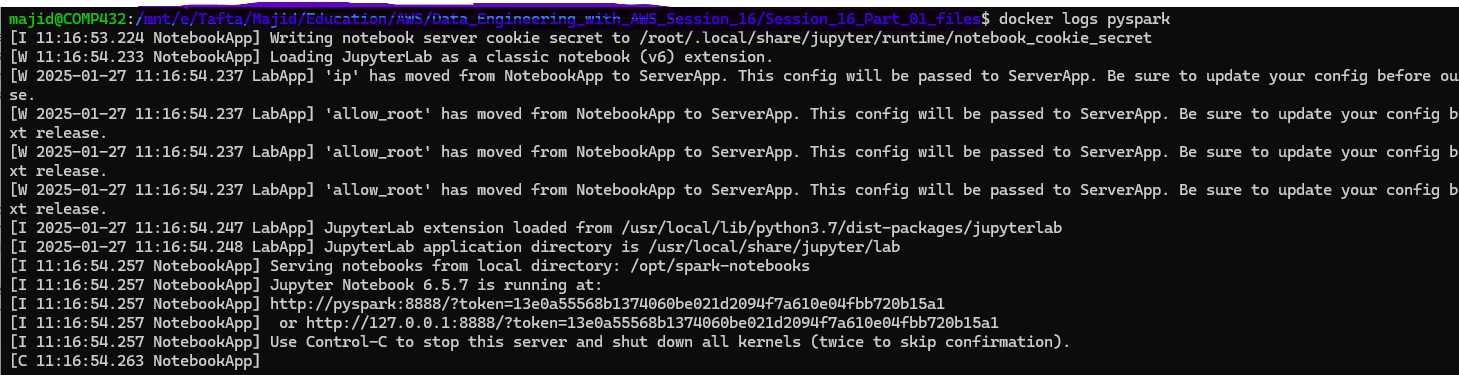 majid@COMP432:/mnt/e/Tafta/Majid/Education/AWS/Data_Engineering_with_AWS_Session_16/Session_16_Part_01_files$ docker logs pyspark
[I 11:16:53.224 NotebookApp] Writing notebook server cookie secret to /root/.local/share/jupyter/runtime/notebook_cookie_secret
[W 11:16:54.233 NotebookApp] Loading JupyterLab as a classic notebook (v6) extension.
[W 2025-01-27 11:16:54.237 LabApp] 'ip' has moved from NotebookApp to ServerApp. This config will be passed to ServerApp. Be sure to update your config before ou
se.
[W 2025-01-27 11:16:54.237 LabApp] 'allow_root' has moved from NotebookApp to ServerApp. This config will be passed to ServerApp. Be sure to update your config b
xt release.
[W 2025-01-27 11:16:54.237 LabApp] 'allow_root' has moved from NotebookApp to ServerApp. This config will be passed to ServerApp. Be sure to update your config b
xt release.
[W 2025-01-27 11:16:54.237 LabApp] 'allow_root' has moved from NotebookApp to ServerApp. This config will be passed to ServerApp. Be sure to update your config b
xt release.
[I 2025-01-27 11:16:54.247 LabApp] JupyterLab extension loaded from /usr/local/lib/python3.7/dist-packages/jupyterlab
[I 2025-01-27 11:16:54.248 LabApp] JupyterLab application directory is /usr/local/share/jupyter/lab
[I 11:16:54.257 NotebookApp] Serving notebooks from local directory: /opt/spark-notebooks
[I 11:16:54.257 NotebookApp] Jupyter Notebook 6.5.7 is running at:
[I 11:16:54.257 NotebookApp] http://pyspark:8888/?token=13e0a55568b1374060be021d2094f7a610e04fbb720b15a1
[I 11:16:54.257 NotebookApp]  or http://127.0.0.1:8888/?token=13e0a55568b1374060be021d2094f7a610e04fbb720b15a1
[I 11:16:54.257 NotebookApp] Use Control-C to stop this server and shut down all kernels (twice to skip confirmation).
[C 11:16:54.263 NotebookApp]